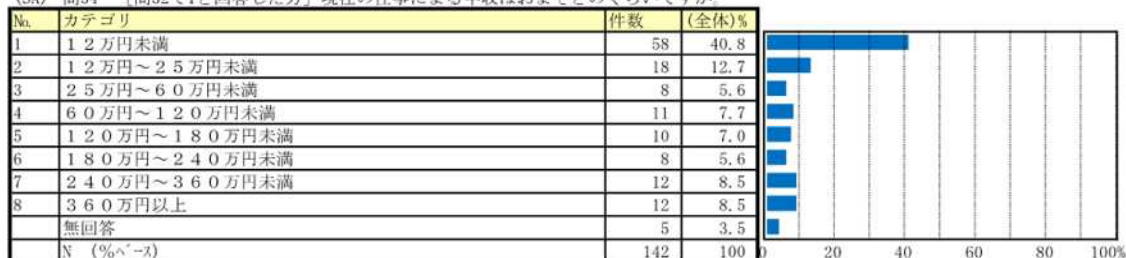 No. カテゴリ 件数 (全体)%
1 12万円未満 58 40.8
2 12万円～25万円未満 18 12.7
3 25万円～60万円未満 8 5.6
4 60万円～120万円未満 11 7.7
5 120万円～180万円未満 10 7.0
6 180万円～240万円未満 8 5.6
7 240万円～360万円未満 12 8.5
8 360万円以上 12 8.5
無回答 5 3.5
N (%ﾍﾞｰｽ) 142 100 0 20 40 60 80 100%